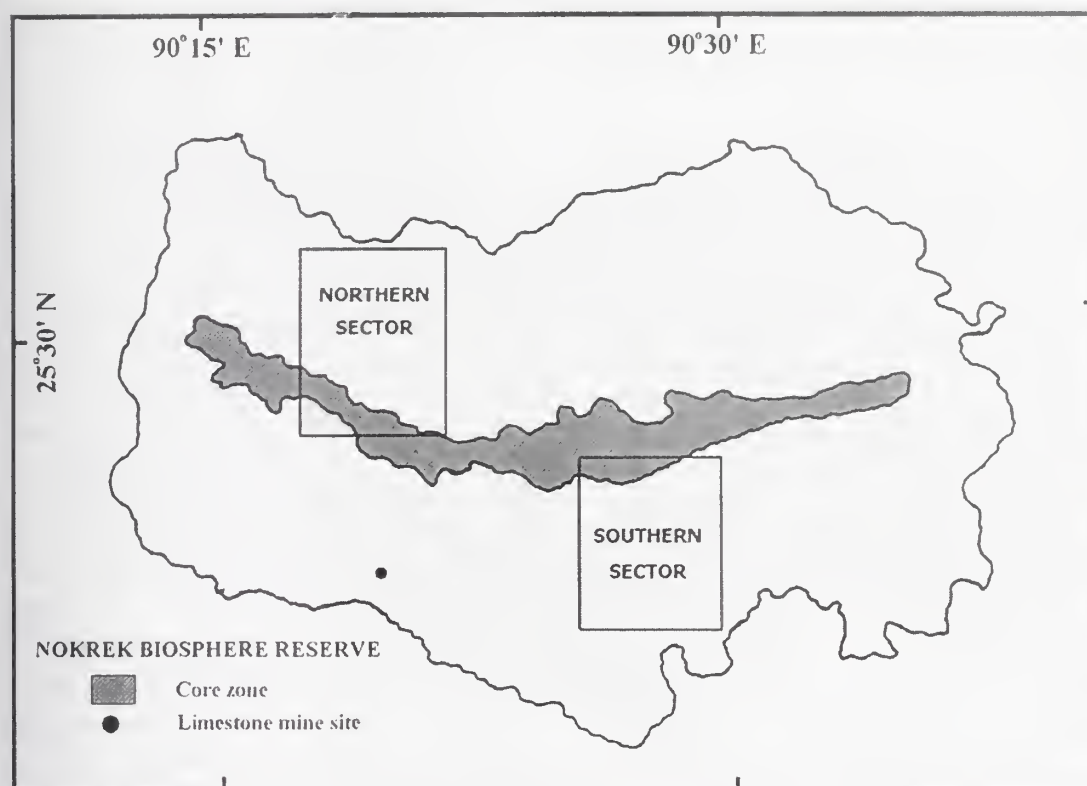 90°15' E
90°30' E
25°30' N
NORTHERN
SECTOR
SOUTHERN
SECTOR
NOKREK BIOSPHERE RESERVE
Core zone
Limestone mine site